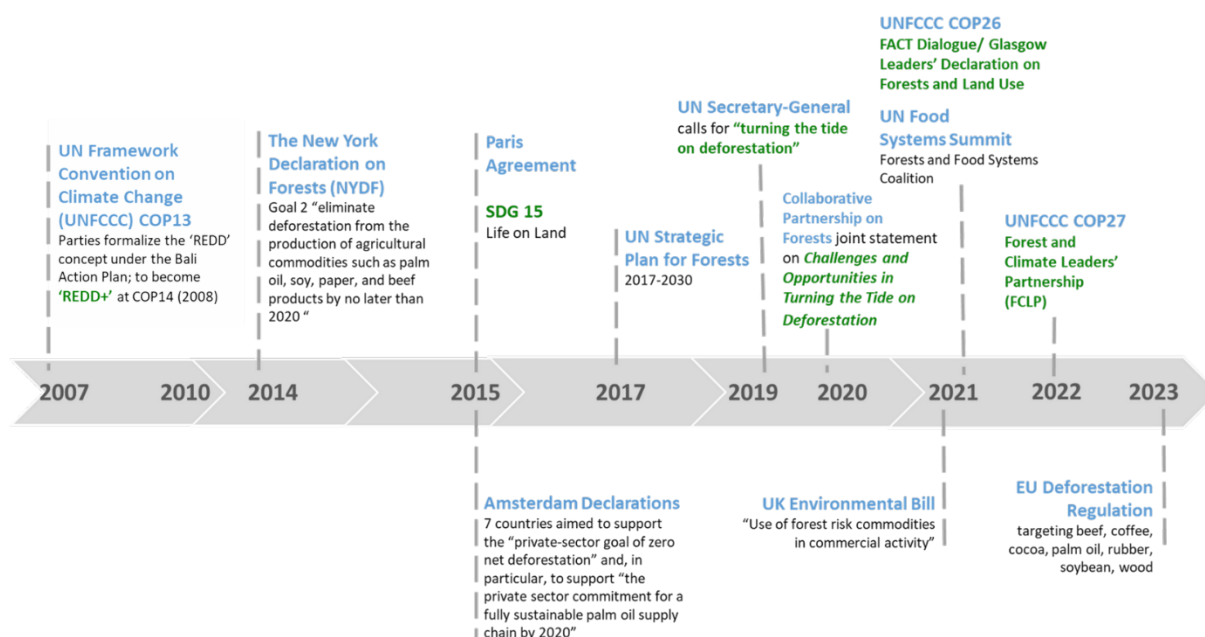 UN Framework
Convention on
Climate Change
(UNFCCC) COP13
Parties formalize the ‘REDD’
concept under the Bali
Action Plan; to become
‘REDD+’ at COP14 (2008)
The New York
Declaration on
Forests (NYDF)
Goal 2 “eliminate
deforestation from the
production of agricultural
commodities such as palm
oil, soy, paper, and beef
products by no later than
2020 “
Paris
Agreement
SDG 15
Life on Land
UN Strategic
Plan for Forests
2017-2030
UN Secretary-General
calls for “turning the tide
on deforestation”
Collaborative
Partnership on
Forests joint statement
on Challenges and
Opportunities in
Turning the Tide on
Deforestation
UNFCCC COP26
FACT Dialogue/ Glasgow
Leaders’ Declaration on
Forests and Land Use
UN Food
Systems Summit
Forests and Food Systems
Coalition
UNFCCC COP27
Forest and
Climate Leaders’
Partnership
(FCLP)
2007 2010 2014 2015 2017 2019 2020 2021 2022 2023
Amsterdam Declarations
7 countries aimed to support
the “private-sector goal of zero
net deforestation” and, in
particular, to support “the
private sector commitment for a
fully sustainable palm oil supply
chain by 2020”
UK Environmental Bill
“Use of forest risk commodities
in commercial activity”
EU Deforestation
Regulation
targeting beef, coffee,
cocoa, palm oil, rubber,
soybean, wood